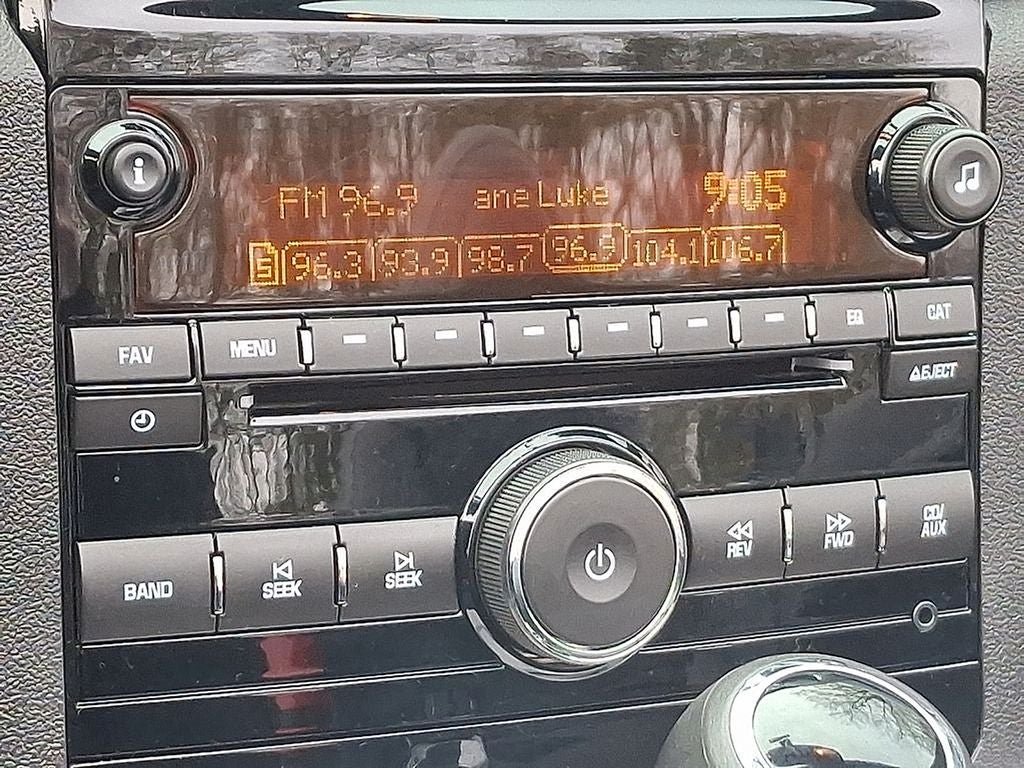 i
FM 96.9 ane Luke 9:05
5 96.3 93.9 98.7 96.9 104.1 106.7
FAV MENU EQ CAT
EJECT
BAND SEEK SEEK REV FWD CD/
AUX